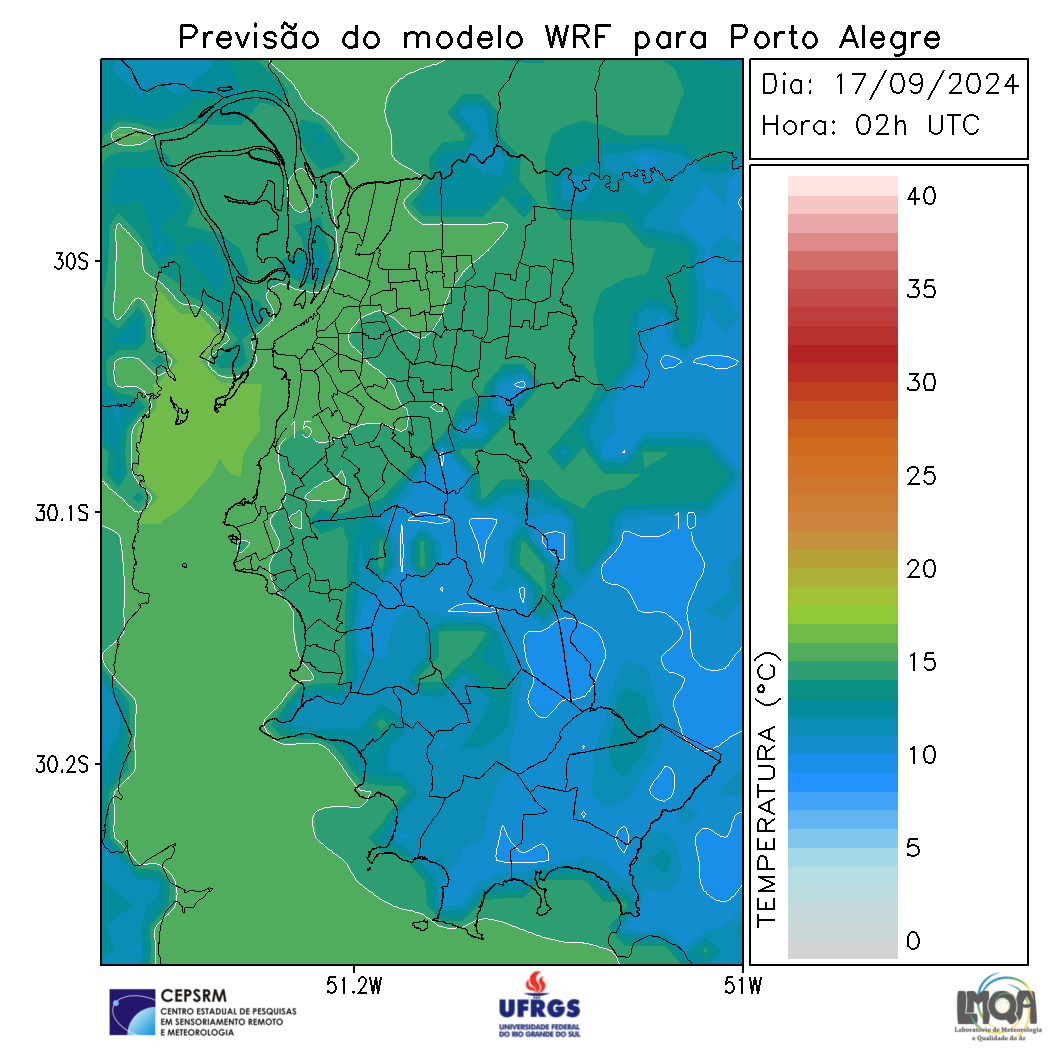 Previsão do modelo WRF para Porto Alegre
Dia: 17/09/2024
Hora: 02h UTC
40
35
30
25
20
15
10
5
0
TEMPERATURA (°C)
30S
30.1S
30.2S
15
10
51.2W
51W
CEPSRM
CENTRO ESTADUAL DE PESQUISAS
EM SENSORIAMENTO REMOTO
E METEOROLOGIA
UFRGS
UNIVERSIDADE FEDERAL
DO RIO GRANDE DO SUL
LMQA
Laboratório de Meteorologia
e Qualidade do Ar